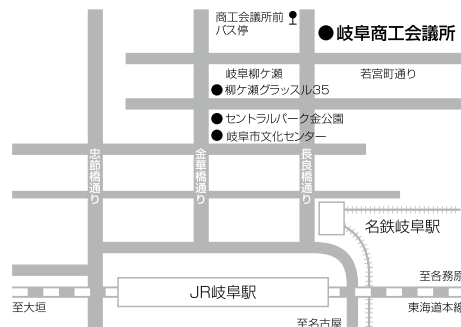 商工会議所前
バス停
●岐阜商工会議所
岐阜柳ケ瀬
若宮町通り
●柳ケ瀬グラッスル35
●セントラルパーク金公園
●岐阜市文化センター
忠節橋通り
金華橋通り
長良橋通り
名鉄岐阜駅
至各務原
JR岐阜駅
至大垣
東海道本線
至名古屋